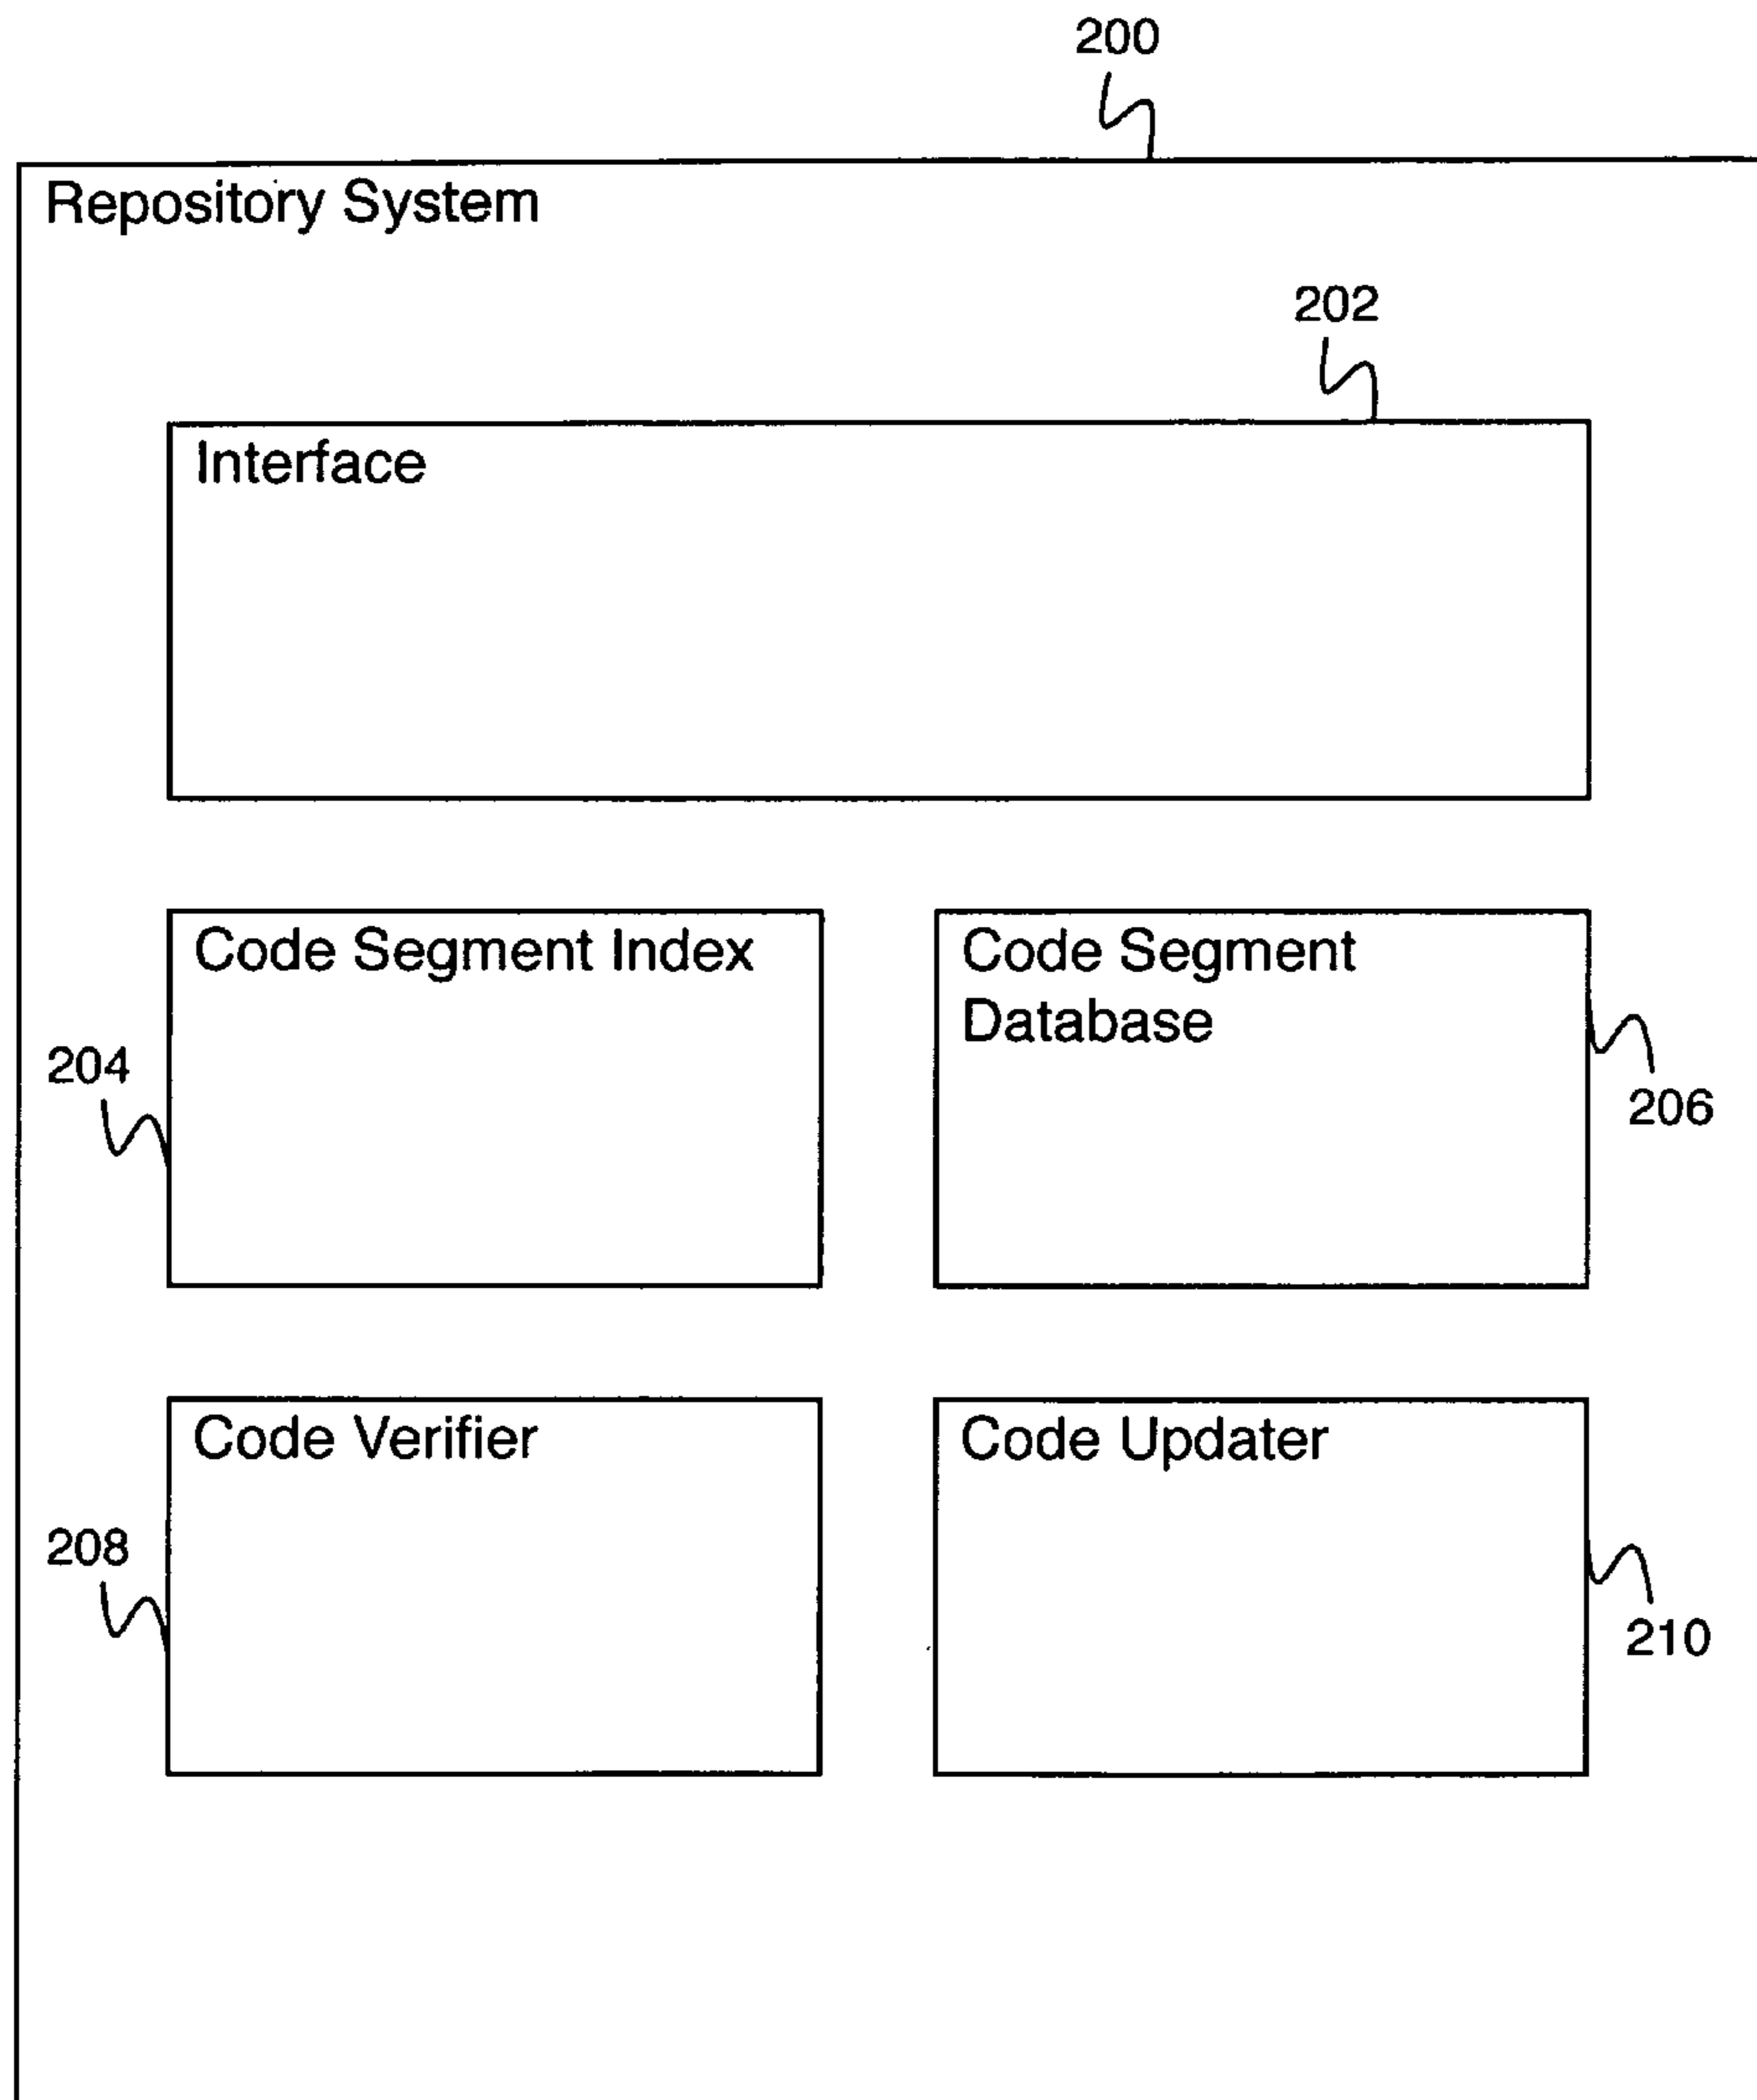 200
Repository System
202
Interface
Code Segment Index
Code Segment
Database
204
206
Code Verifier
Code Updater
208
210